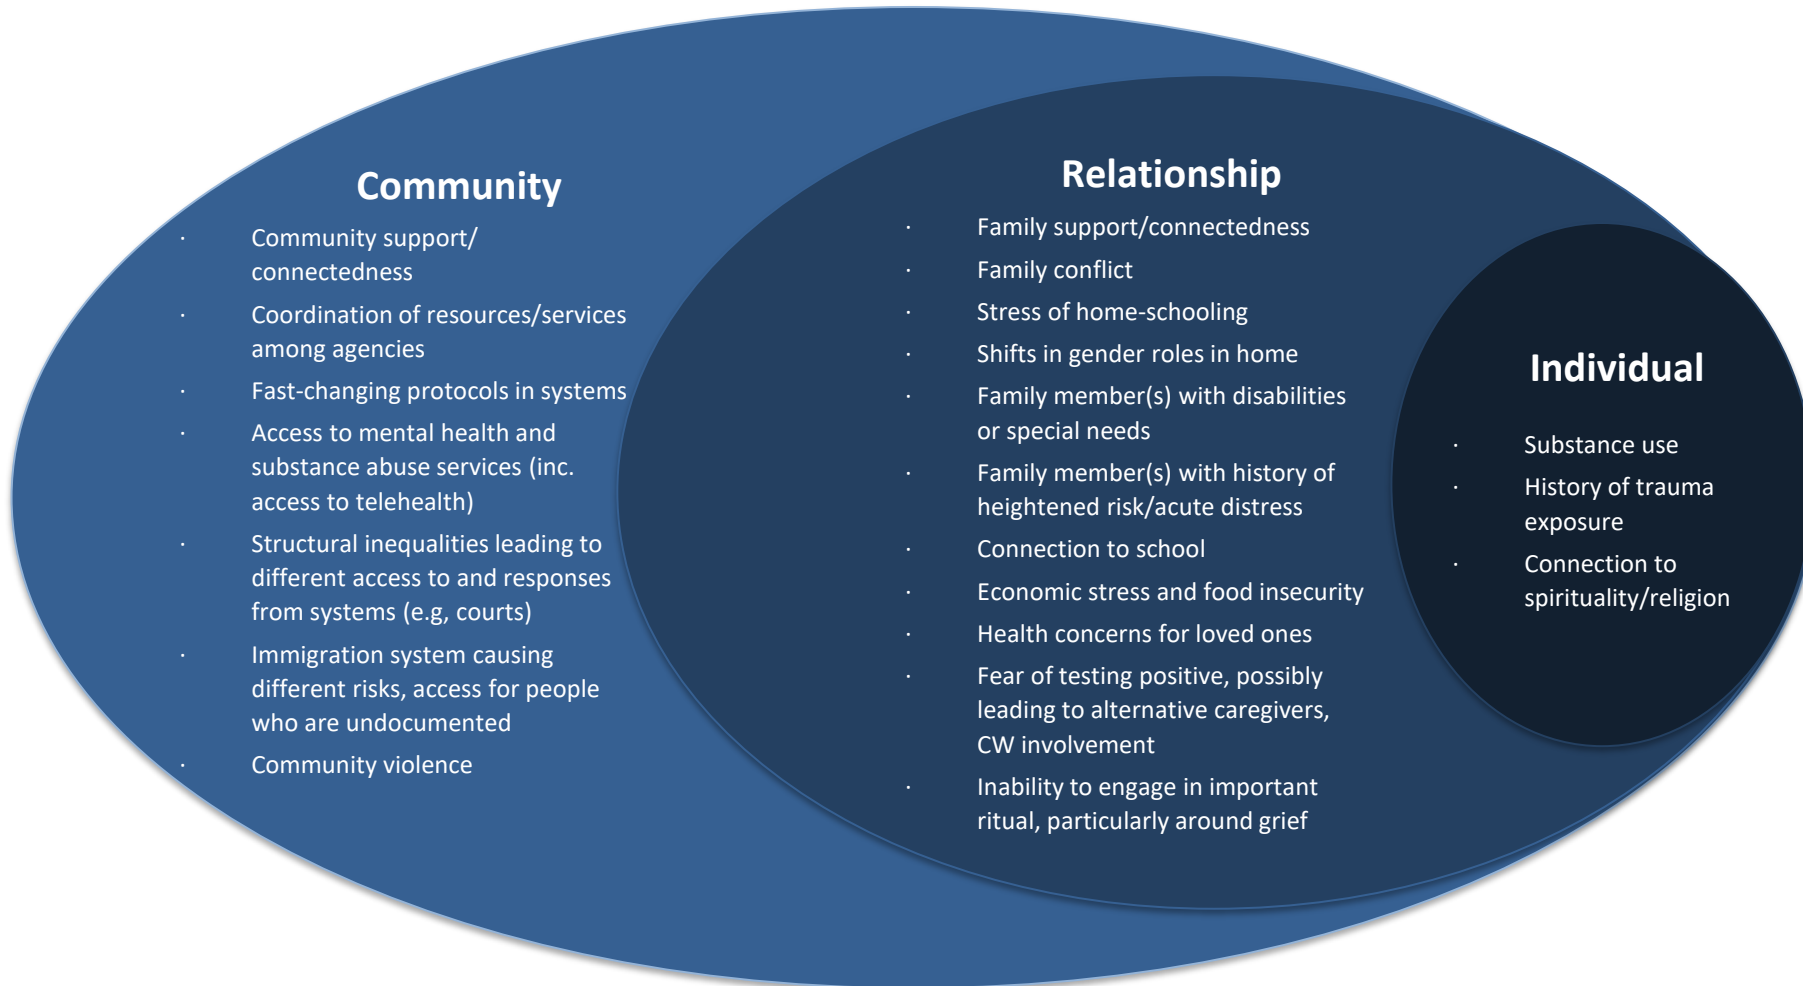 Community
· Community support/
connectedness
· Coordination of resources/services
among agencies
· Fast-changing protocols in systems
· Access to mental health and
substance abuse services (inc.
access to telehealth)
· Structural inequalities leading to
different access to and responses
from systems (e.g, courts)
· Immigration system causing
different risks, access for people
who are undocumented
· Community violence
Relationship
· Family support/connectedness
· Family conflict
· Stress of home-schooling
· Shifts in gender roles in home
· Family member(s) with disabilities
or special needs
· Family member(s) with history of
heightened risk/acute distress
· Connection to school
· Economic stress and food insecurity
· Health concerns for loved ones
· Fear of testing positive, possibly
leading to alternative caregivers,
CW involvement
· Inability to engage in important
ritual, particularly around grief
Individual
· Substance use
· History of trauma
exposure
· Connection to
spirituality/religion